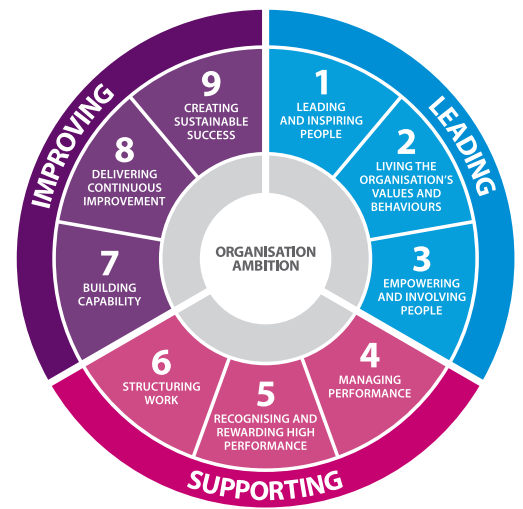 LEADING
1
LEADING
AND INSPIRING
PEOPLE
2
LIVING THE
ORGANISATION'S
VALUES AND
BEHAVIOURS
3
EMPOWERING
AND INVOLVING
PEOPLE
SUPPORTING
4
MANAGING
PERFORMANCE
5
RECOGNISING AND
REWARDING HIGH
PERFORMANCE
6
STRUCTURING
WORK
IMPROVING
7
BUILDING
CAPABILITY
8
DELIVERING
CONTINUOUS
IMPROVEMENT
9
CREATING
SUSTAINABLE
SUCCESS
ORGANISATION
AMBITION